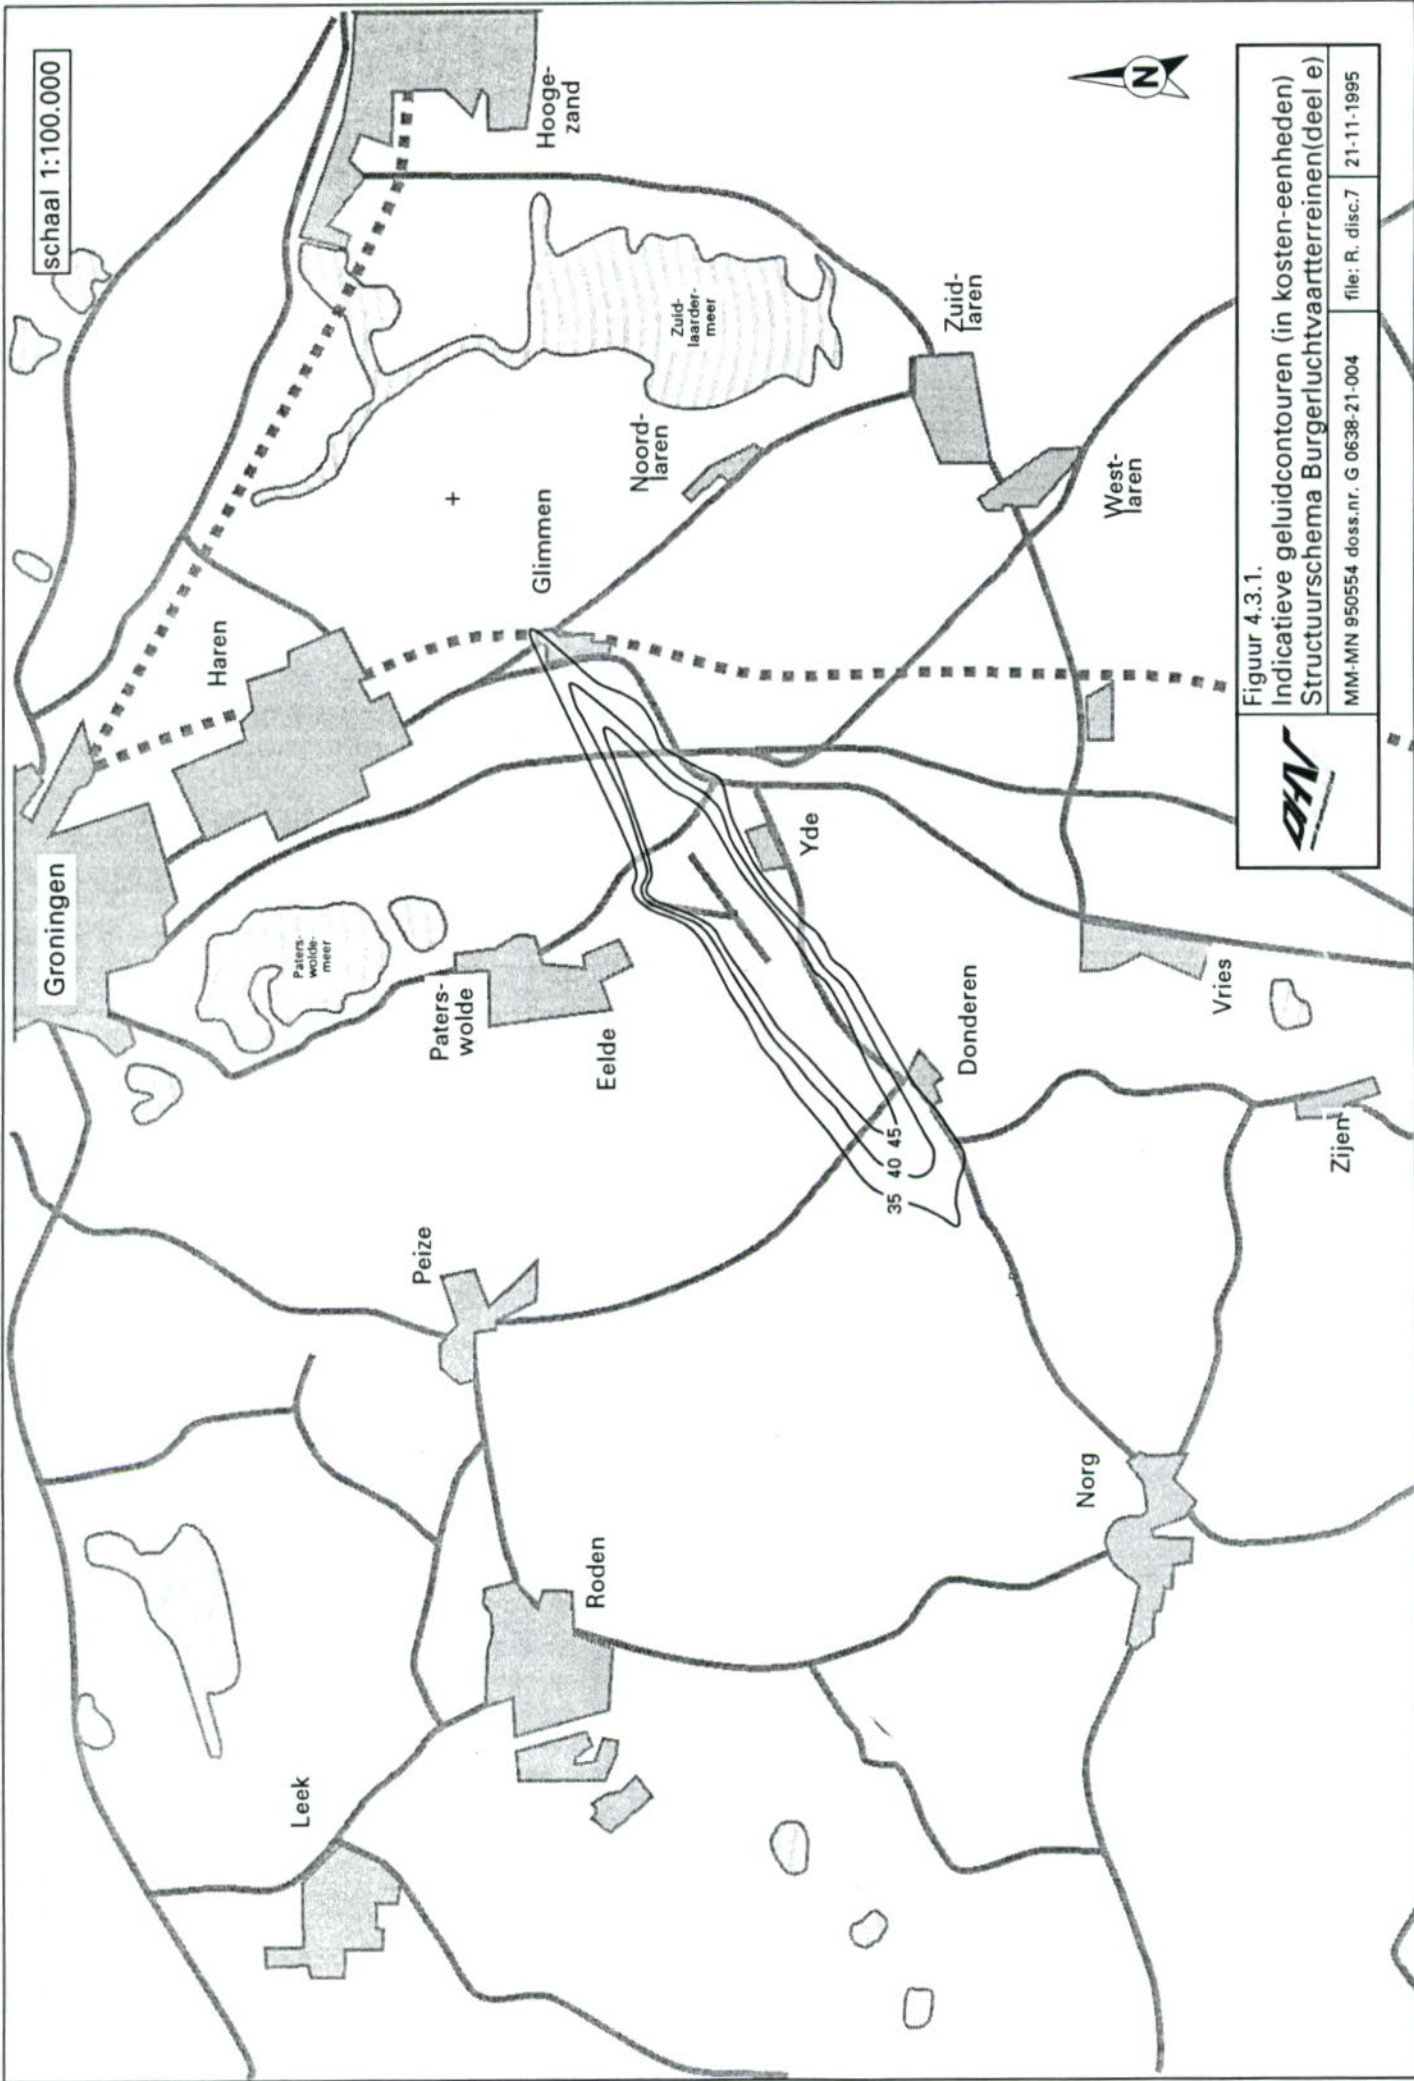 schaal 1:100.000
Hooge-
zand
Groningen
Haren
Paters-
wolde-
meer
Zuid-
laarder-
meer
Noord-
laren
Glimmen
Zuid-
laren
West-
laren
Paters-
wolde
Eelde
Yde
Donderen
Vries
Zijen
Peize
Leek
Roden
Norg
35
40
45
N
Figuur 4.3.1.
Indicatieve geluidcontouren (in kosten-eenheden)
Structuurschema Burgerluchtvaartterreinen(deel e)
MM-MN 950554 doss.nr. G 0638-21-004
file: R. disc.7
21-11-1995
DHV